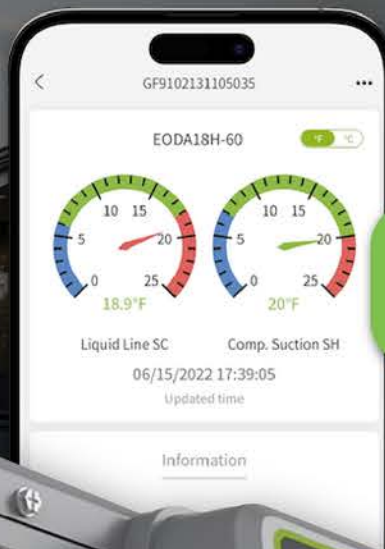 GF9102131105035
EODA18H-60
°F °C
10 15
5 20
0 25
18.9°F
10 15
5 20
0 25
20°F
Liquid Line SC Comp. Suction SH
06/15/2022 17:39:05
Updated time
Information